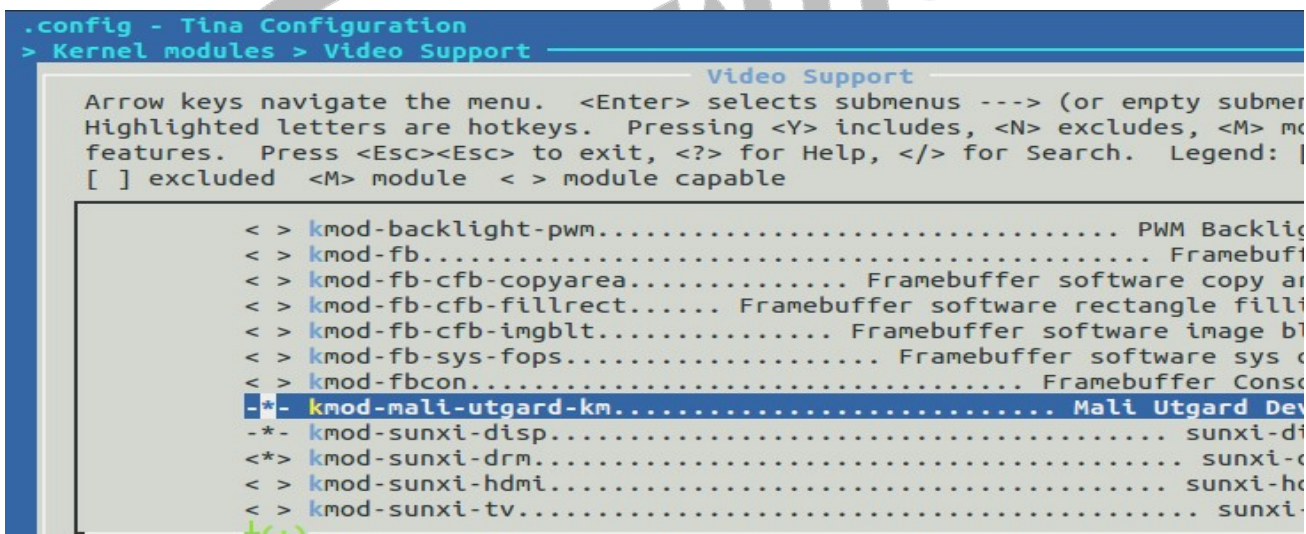 .config - Tina Configuration
> Kernel modules > Video Support
Video Support
Arrow keys navigate the menu. <Enter> selects submenus ---> (or empty submen
Highlighted letters are hotkeys. Pressing <Y> includes, <N> excludes, <M> mo
features. Press <Esc><Esc> to exit, <?> for Help, </> for Search. Legend: [
[ ] excluded <M> module < > module capable
< > kmod-backlight-pwm................................. PWM Backlig
< > kmod-fb............................................... Framebuff
< > kmod-fb-cfb-copyarea.............. Framebuffer software copy ar
< > kmod-fb-cfb-fillrect...... Framebuffer software rectangle filli
< > kmod-fb-cfb-imgblt............... Framebuffer software image bl
< > kmod-fb-sys-fops.................... Framebuffer software sys o
< > kmod-fbcon................................... Framebuffer Conso
-*- kmod-mali-utgard-km............................ Mali Utgard Dev
-*- kmod-sunxi-disp....................................... sunxi-di
<*> kmod-sunxi-drm......................................... sunxi-d
< > kmod-sunxi-hdmi........................................ sunxi-hd
< > kmod-sunxi-tv.......................................... sunxi-